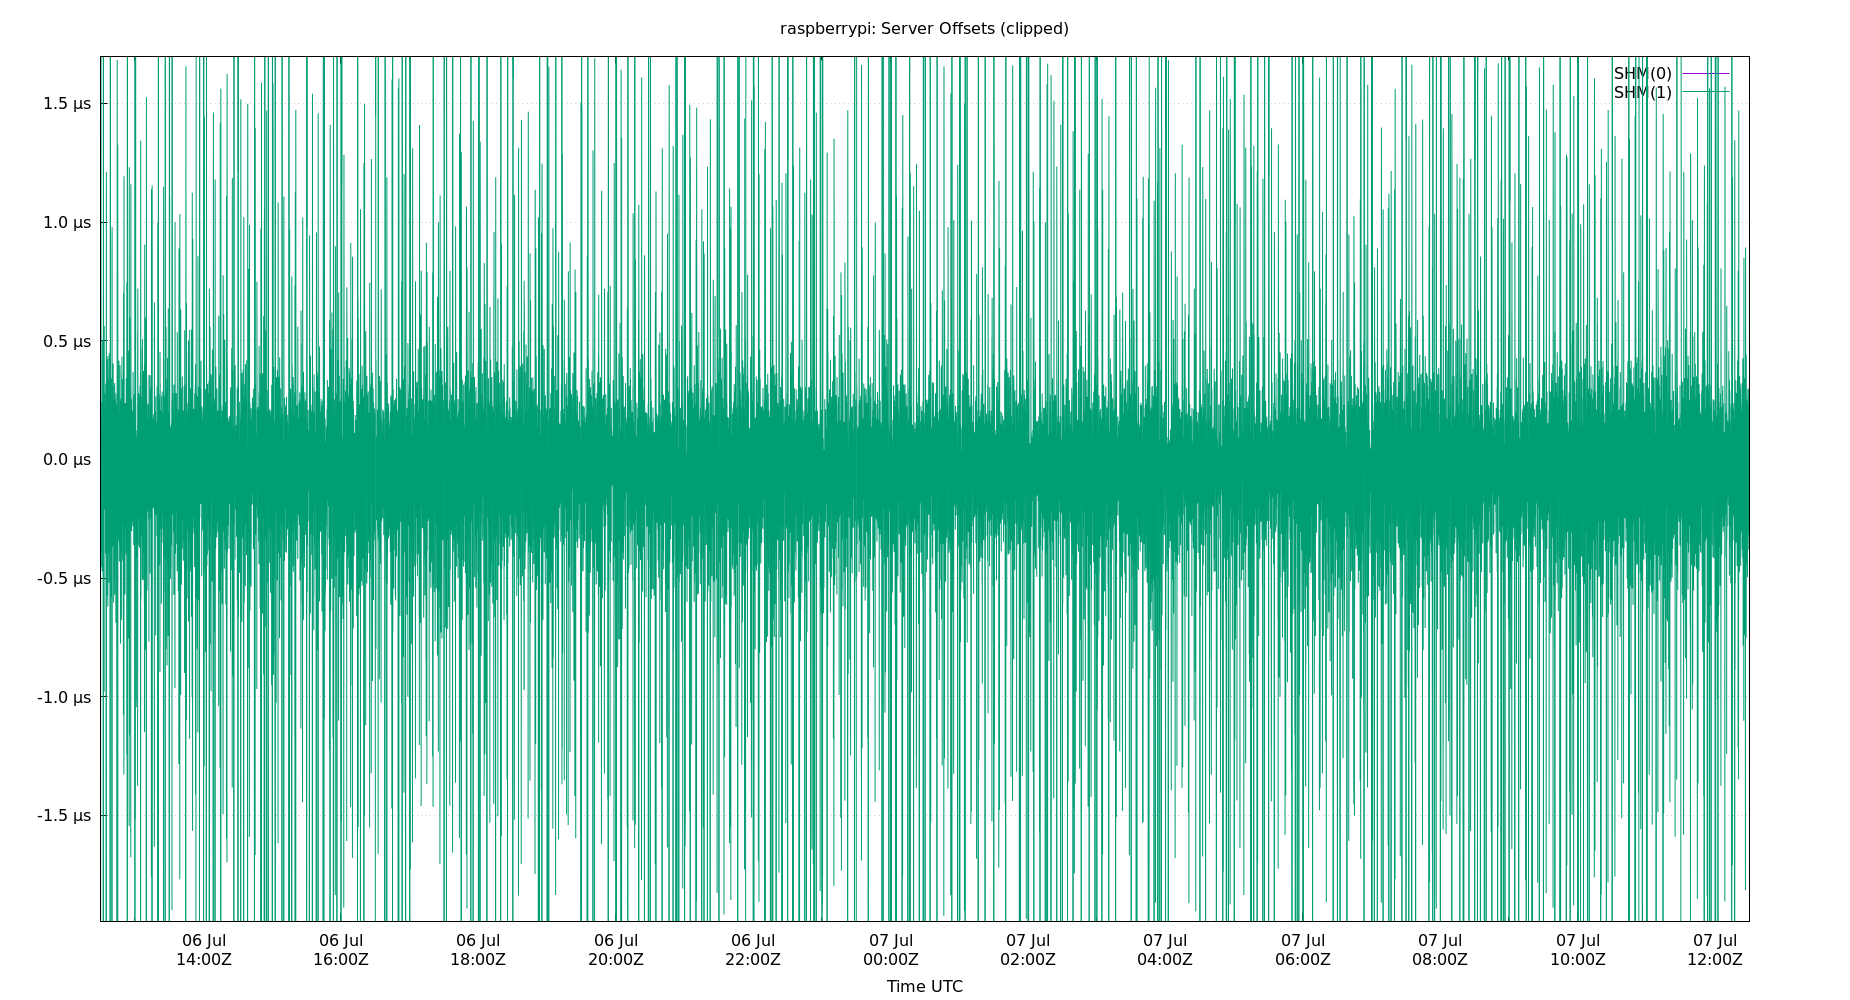 raspberrypi: Server Offsets (clipped)
SHM(0)
SHM(1)
1.5 µs
1.0 µs
0.5 µs
0.0 µs
-0.5 µs
-1.0 µs
-1.5 µs
06 Jul 06 Jul 06 Jul 06 Jul 06 Jul 07 Jul 07 Jul 07 Jul 07 Jul 07 Jul 07 Jul 07 Jul
14:00Z 16:00Z 18:00Z 20:00Z 22:00Z 00:00Z 02:00Z 04:00Z 06:00Z 08:00Z 10:00Z 12:00Z
Time UTC